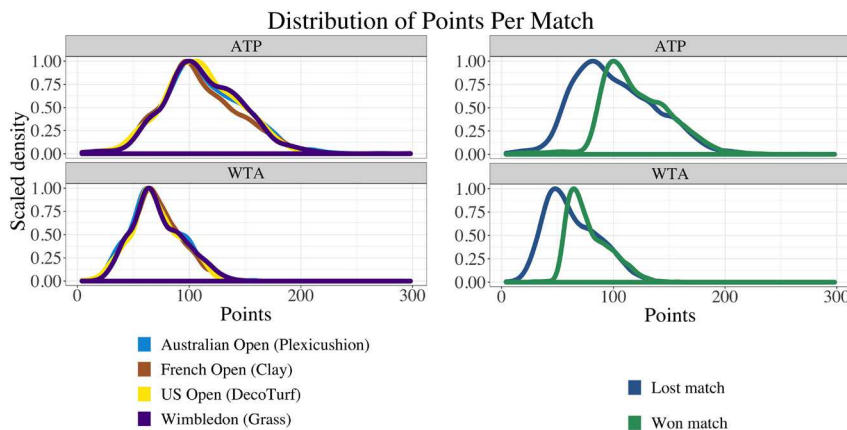 Distribution of Points Per Match
ATP
1.00
0.75
0.50
0.25
0.00
WTA
1.00
0.75
0.50
0.25
0.00
Scaled density
0
100
200
300
Points
Australian Open (Plexicushion)
French Open (Clay)
US Open (DecoTurf)
Wimbledon (Grass)
ATP
1.00
0.75
0.50
0.25
0.00
WTA
1.00
0.75
0.50
0.25
0.00
0
100
200
300
Points
Lost match
Won match